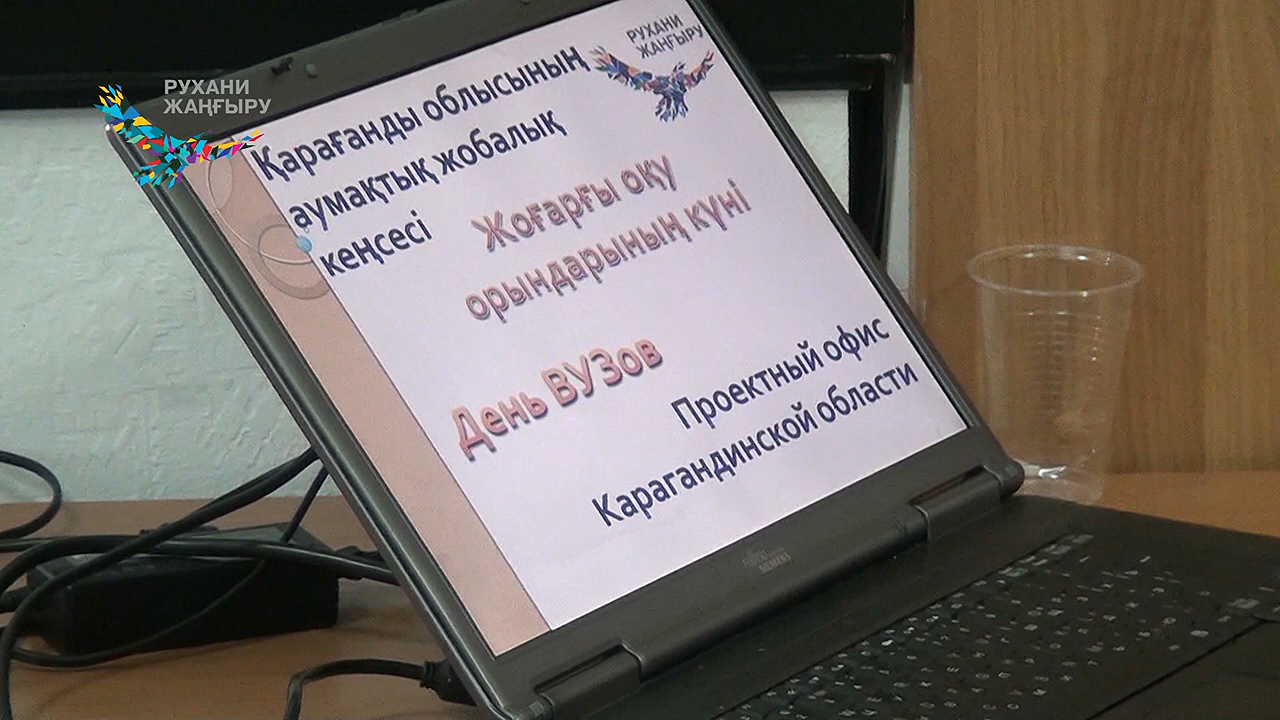 РУХАНИ
ЖАҢҒЫРУ
РУХАНИ
ЖАҢҒЫРУ
Қарағанды облысының
аумақтық жобалық
кеңсесі
Жоғарғы оқу
орындарының күні
День ВУЗов
Проектный офис
Карагандинской области
FUJITSU
SIEMENS